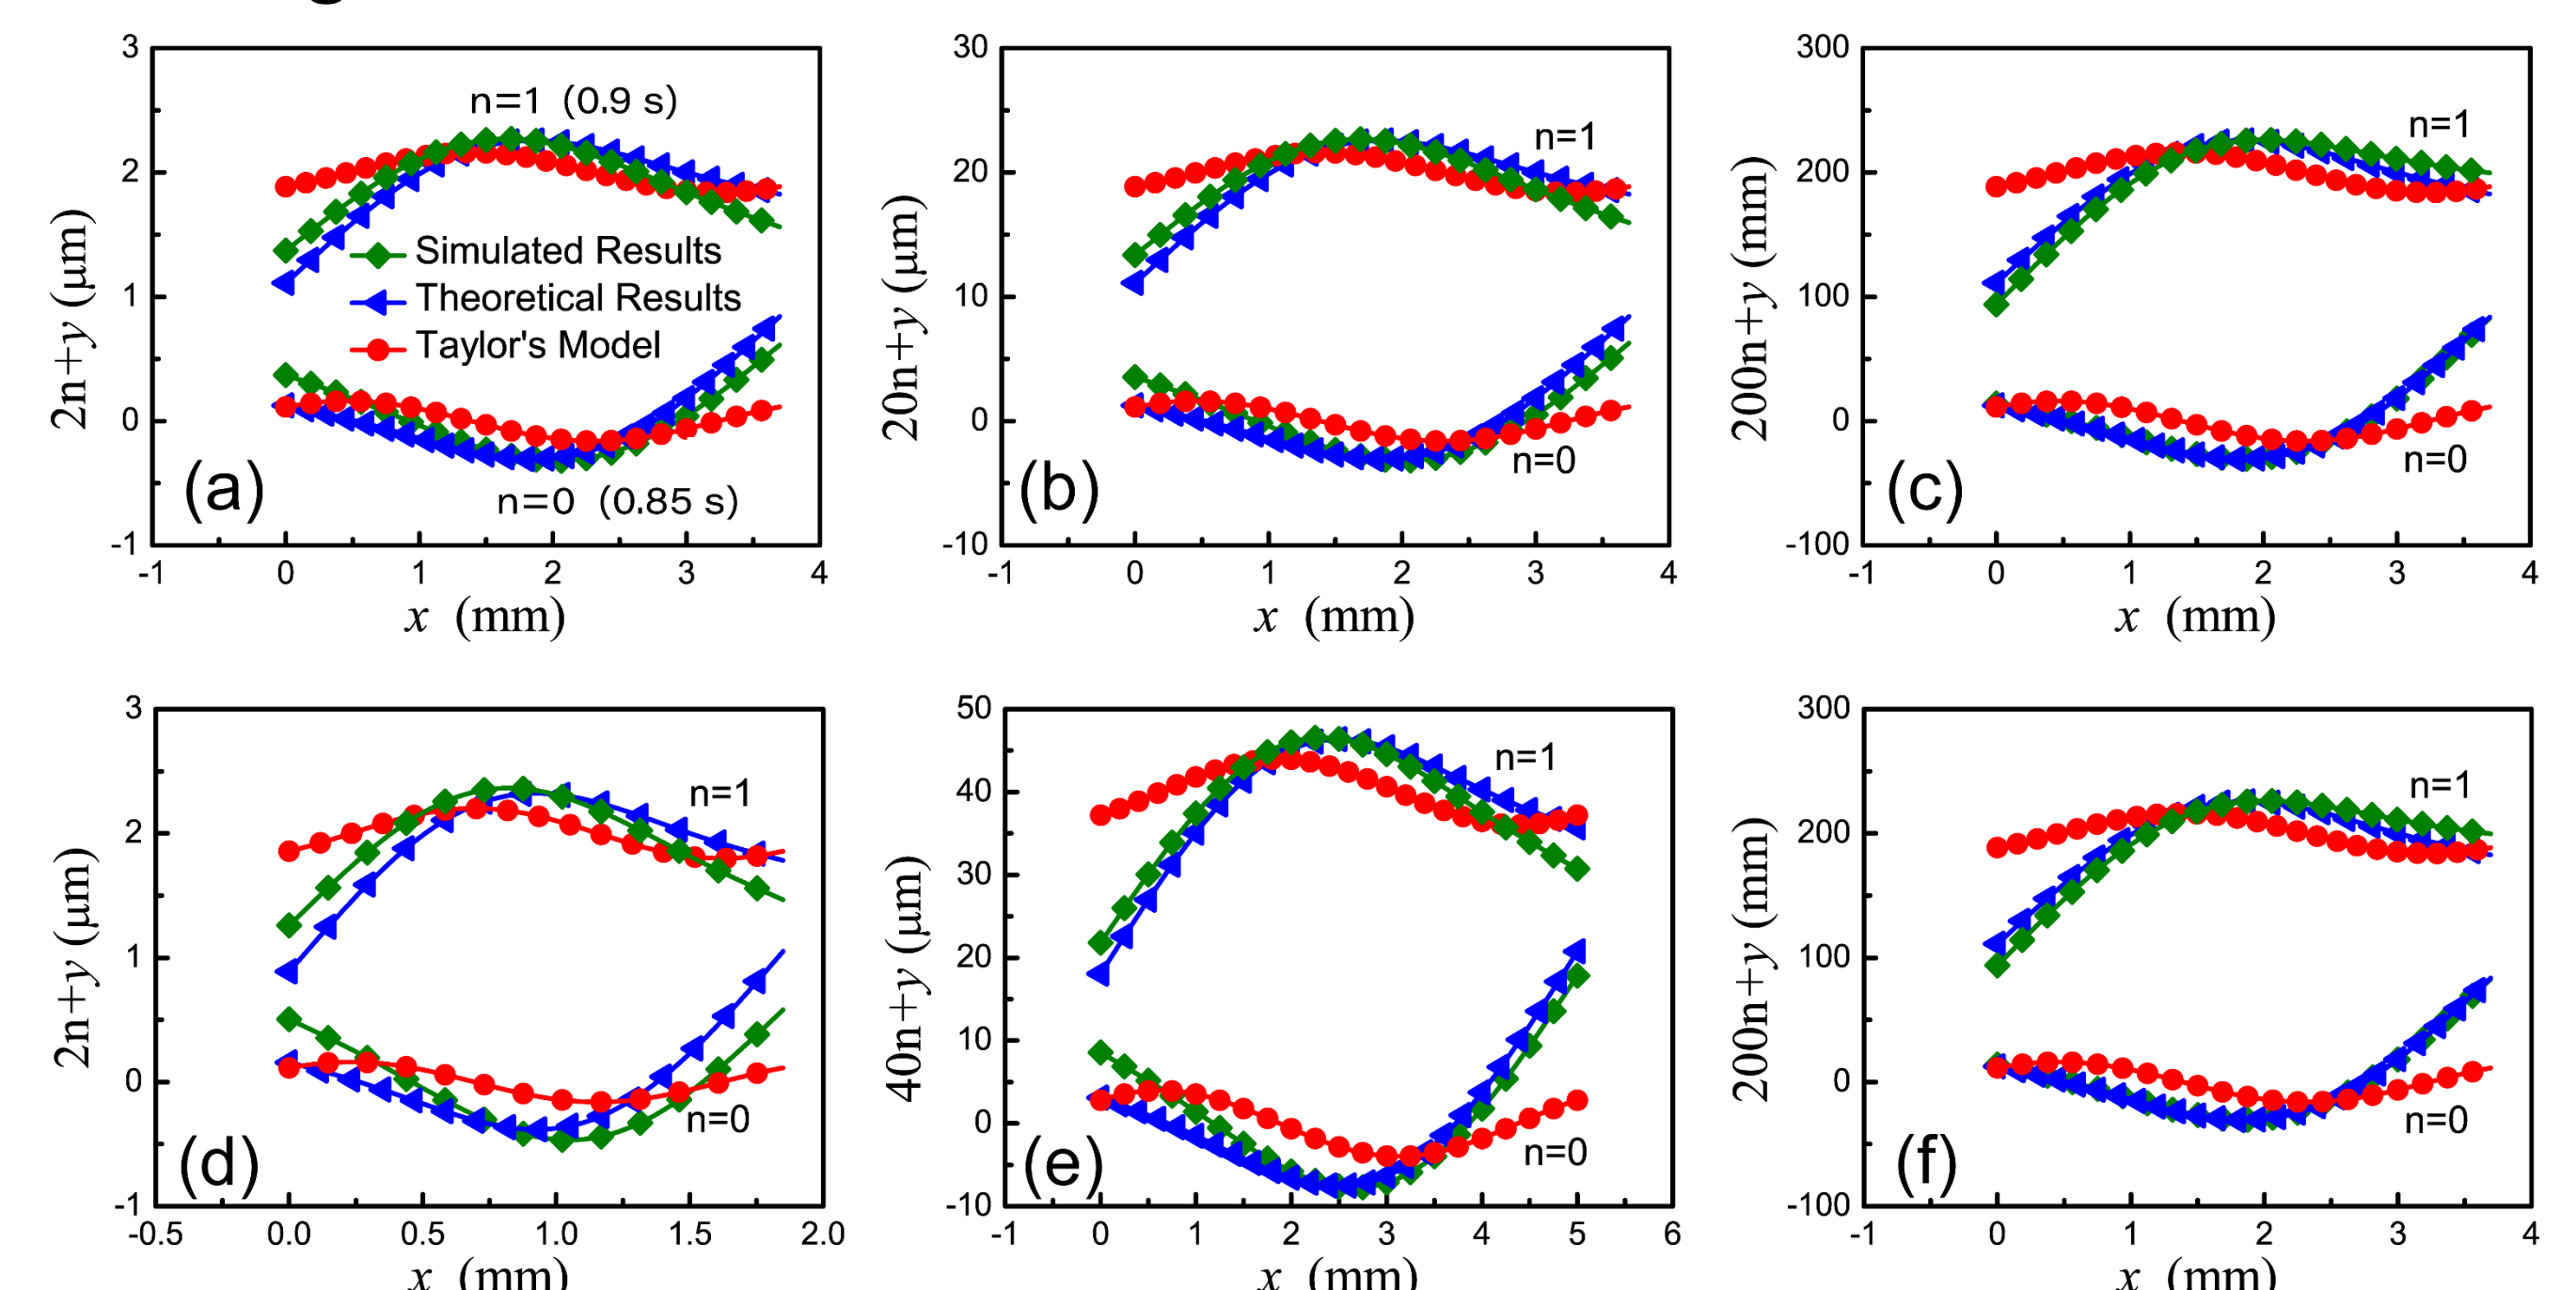 3
2
1
0
-1
2n+y (μm)
n=1 (0.9 s)
Simulated Results
Theoretical Results
Taylor's Model
n=0 (0.85 s)
(a)
-1 0 1 2 3 4
x (mm)
30
20
10
0
-10
20n+y (μm)
n=1
n=0
(b)
-1 0 1 2 3 4
x (mm)
300
200
100
0
-100
200n+y (mm)
n=1
n=0
(c)
-1 0 1 2 3 4
x (mm)
3
2
1
0
-1
2n+y (μm)
n=1
n=0
(d)
-0.5 0.0 0.5 1.0 1.5 2.0
x (mm)
50
40
30
20
10
0
-10
40n+y (μm)
n=1
n=0
(e)
-1 0 1 2 3 4 5 6
x (mm)
300
200
100
0
-100
200n+y (mm)
n=1
n=0
(f)
-1 0 1 2 3 4
x (mm)